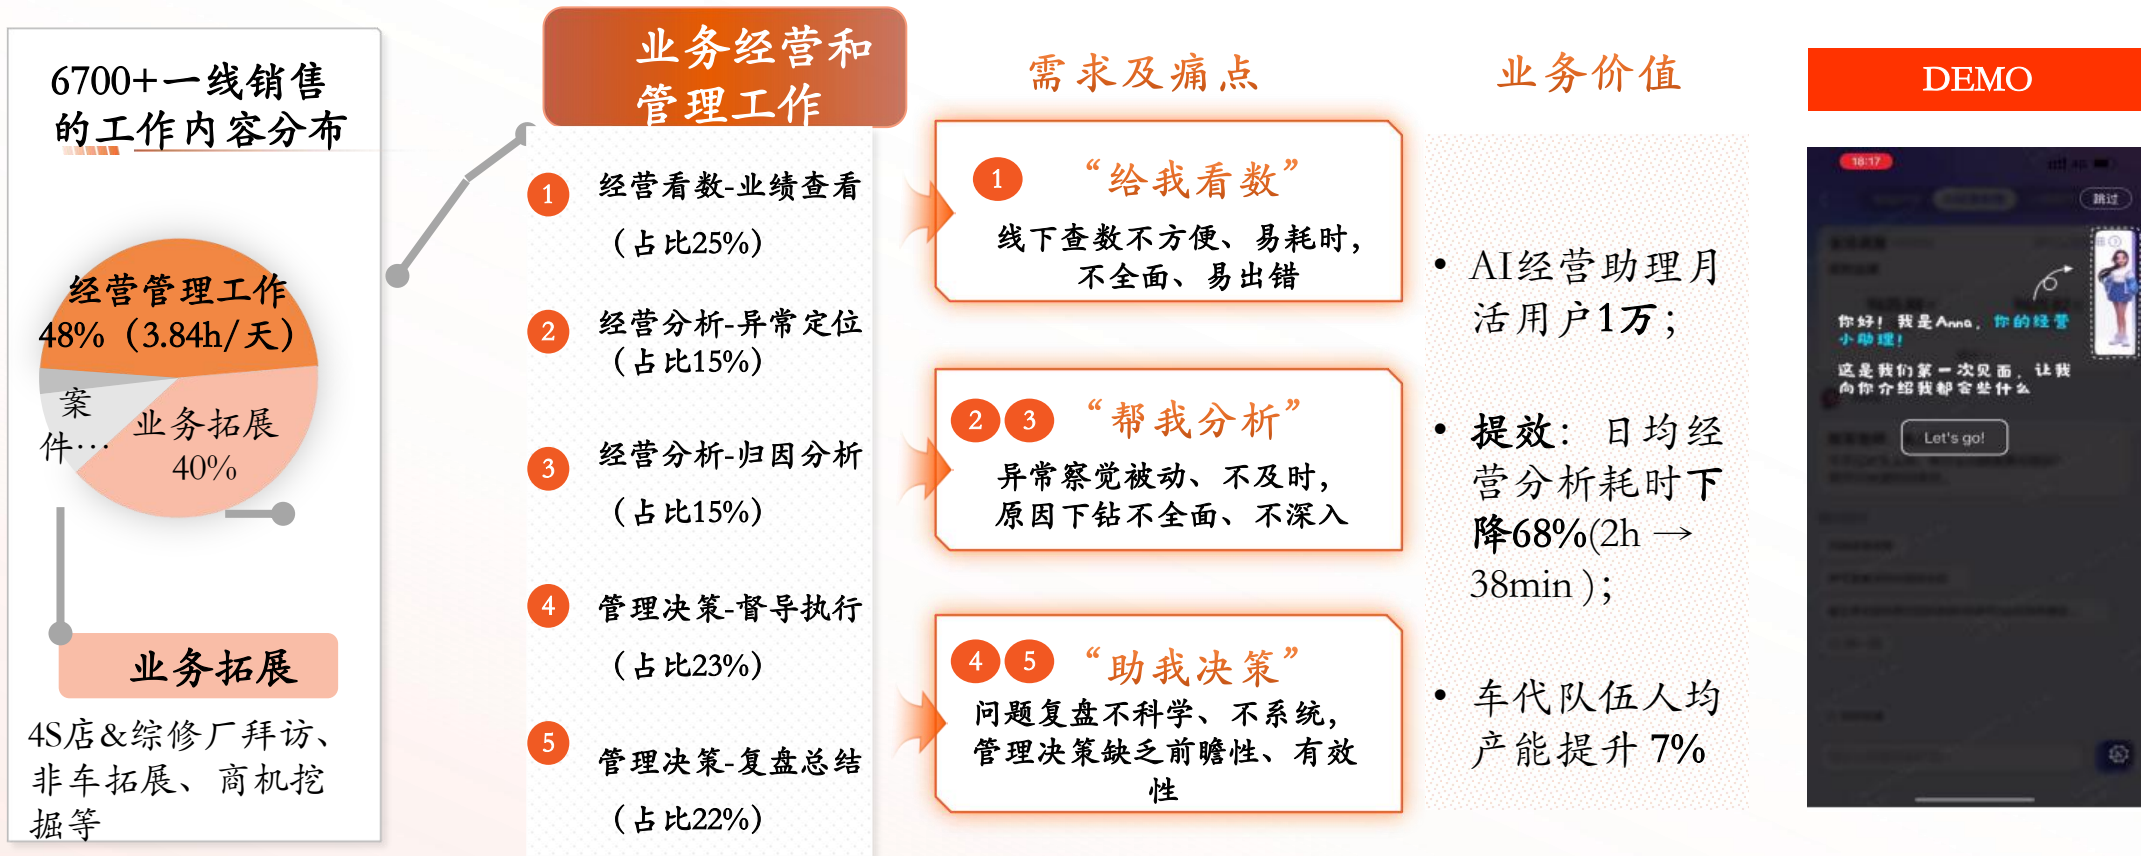 6700+一线销售
的工作内容分布
经营管理工作
48%（3.84h/天）
案
件…
业务拓展
40%
业务拓展
4S店&综修厂拜访、
非车拓展、商机挖
掘等
业务经营和
管理工作
1
经营看数-业绩查看
（占比25%）
2
经营分析-异常定位
（占比15%）
3
经营分析-归因分析
（占比15%）
4
管理决策-督导执行
（占比23%）
5
管理决策-复盘总结
（占比22%）
需求及痛点
1
“给我看数”
线下查数不方便、易耗时，
不全面、易出错
2 3
“帮我分析”
异常察觉被动、不及时，
原因下钻不全面、不深入
4 5
“助我决策”
问题复盘不科学、不系统，
管理决策缺乏前瞻性、有效
性
业务价值
• AI经营助理月
活用户1万；
• 提效：日均经
营分析耗时下
降68%(2h →
38min )；
• 车代队伍人均
产能提升 7%
DEMO
18:17
4G
跳过
你好！我是Anna，你的经营
小助理！
这是我们第一次见面，让我
向你介绍我都会些什么
Let's go!